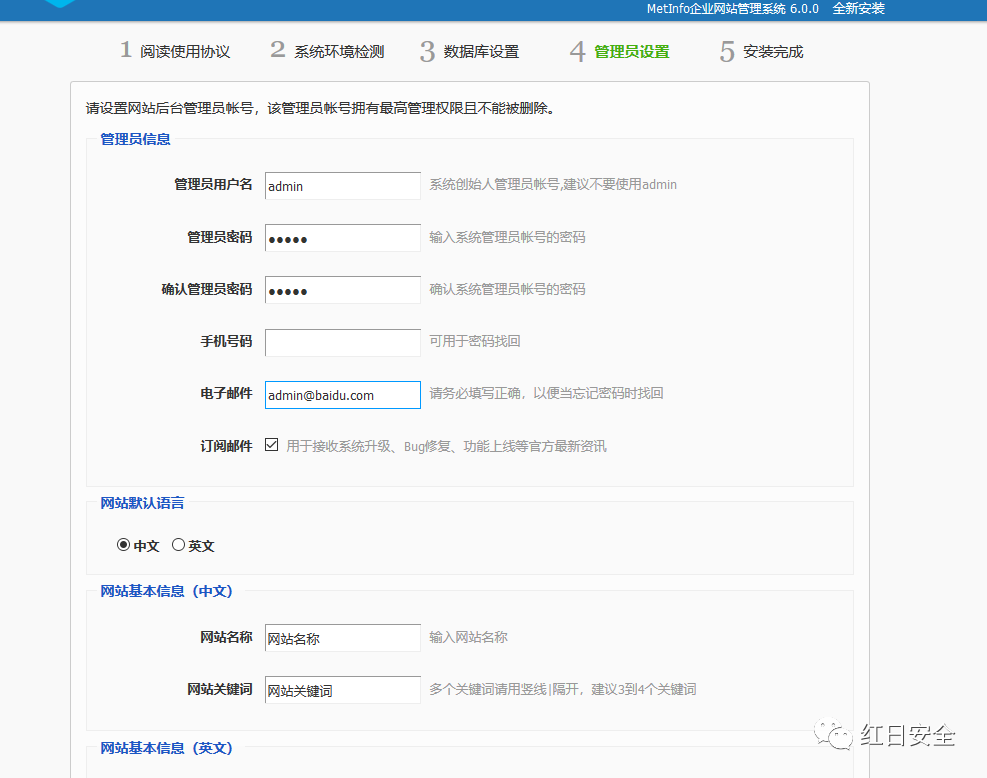 MetInfo企业网站管理系统 6.0.0 全新安装
1 阅读使用协议 2 系统环境检测 3 数据库设置 4 管理员设置 5 安装完成
请设置网站后台管理员帐号，该管理员帐号拥有最高管理权限且不能被删除。
管理员信息
管理员用户名 admin 系统创始人管理员帐号,建议不要使用admin
管理员密码 ●●●●● 输入系统管理员帐号的密码
确认管理员密码 ●●●●● 确认系统管理员帐号的密码
手机号码 可用于密码找回
电子邮件 admin@baidu.com 请务必填写正确，以便当忘记密码时找回
订阅邮件 用于接收系统升级、Bug修复、功能上线等官方最新资讯
网站默认语言
中文 英文
网站基本信息（中文）
网站名称 网站名称 输入网站名称
网站关键词 网站关键词 多个关键词请用竖线|隔开，建议3到4个关键词
网站基本信息（英文）
红日安全